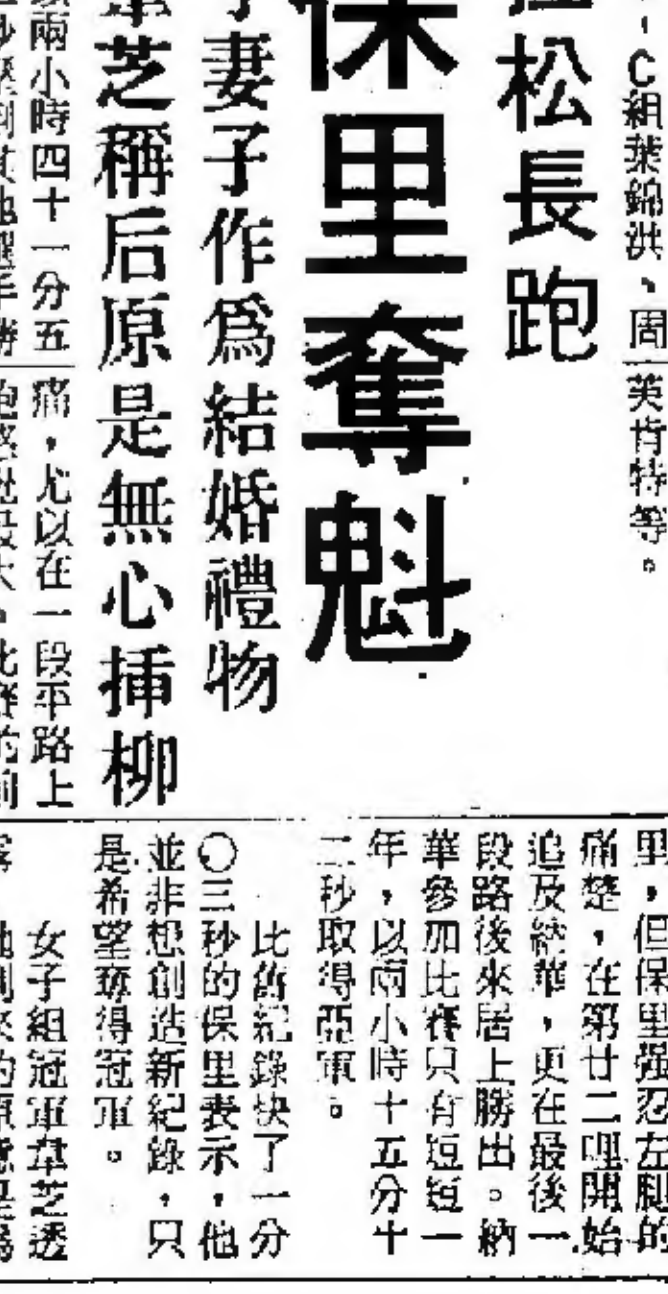 ，C組葉錦洪、周
英肯特等。
松長跑
保里奪魁
妻子作爲結婚禮物
芝稱后原是無心揷柳
兩小時四十一分五
痛，尤以在一段平路上
里，但保里强忍左腿的
痛楚，在第廿二哩開始
追及納華，更在最後一
段路後來居上勝出。納
華參加比賽只有短短一
年，以兩小時十五分十
二秒取得亞軍。
比舊紀錄快了一分
〇三秒的保里表示，他
並非想創造新紀錄，只
是希望奪得冠軍。
女子組冠軍韋芝透